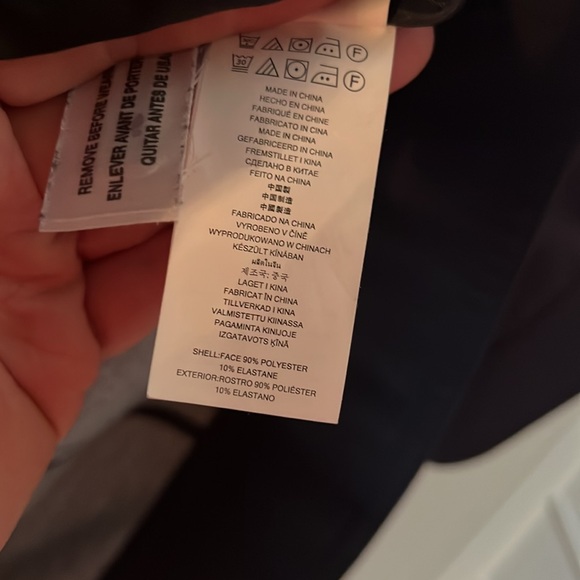 REMOVE BEFORE WEAR
ENLEVER AVANT DE PORTER
QUITAR ANTES DE
30
F
F
MADE IN CHINA
HECHO EN CHINA
FABRIQUÉ EN CHINE
FABBRICATO IN CINA
MADE IN CHINA
GEFABRICEERD IN CHINA
FREMSTILLET I KINA
СДЕЛАНО В КИТАЕ
FEITO NA CHINA
中国製
中国制造
中國製造
FABRICADO NA CHINA
VYROBENO V ČÍNĚ
WYPRODUKOWANO W CHINACH
KÉSZÜLT KÍNÁBAN
ผลิตในจีน
제조국: 중국
LAGET I KINA
FABRICAT ÎN CHINA
TILLVERKAD I KINA
VALMISTETTU KIINASSA
PAGAMINTA KINIJOJE
IZGATAVOTS ĶĪNĀ
SHELL:FACE 90% POLYESTER
10% ELASTANE
EXTERIOR:ROSTRO 90% POLIÉSTER
10% ELASTANO